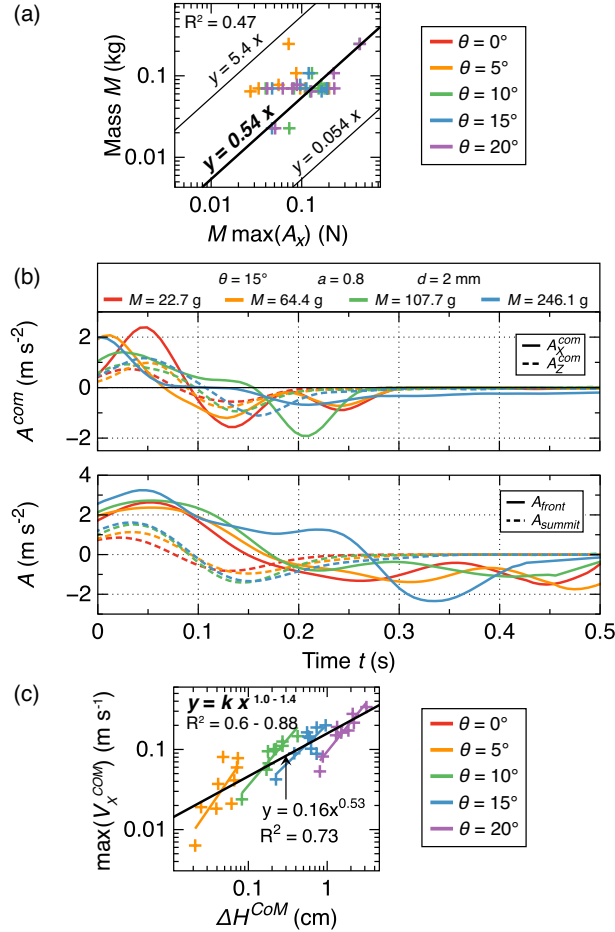 (a)
R² = 0.47
y = 5.4 x
y = 0.54 x
y = 0.054 x
0.1
0.01
Mass M (kg)
0.01 0.1
M max(Aₓ) (N)
θ = 0°
θ = 5°
θ = 10°
θ = 15°
θ = 20°
(b)
θ = 15° a = 0.8 d = 2 mm
M = 22.7 g M = 64.4 g M = 107.7 g M = 246.1 g
A^com (m s⁻²)
2
0
−2
A_X^com
A_Z^com
A (m s⁻²)
4
2
0
−2
A_front
A_summit
0 0.1 0.2 0.3 0.4 0.5
Time t (s)
(c)
y = k x^1.0 - 1.4
R² = 0.6 - 0.88
y = 0.16x^0.53
R² = 0.73
0.1
0.01
max(V_X^COM) (m s⁻¹)
0.1 1
ΔH^CoM (cm)
θ = 0°
θ = 5°
θ = 10°
θ = 15°
θ = 20°